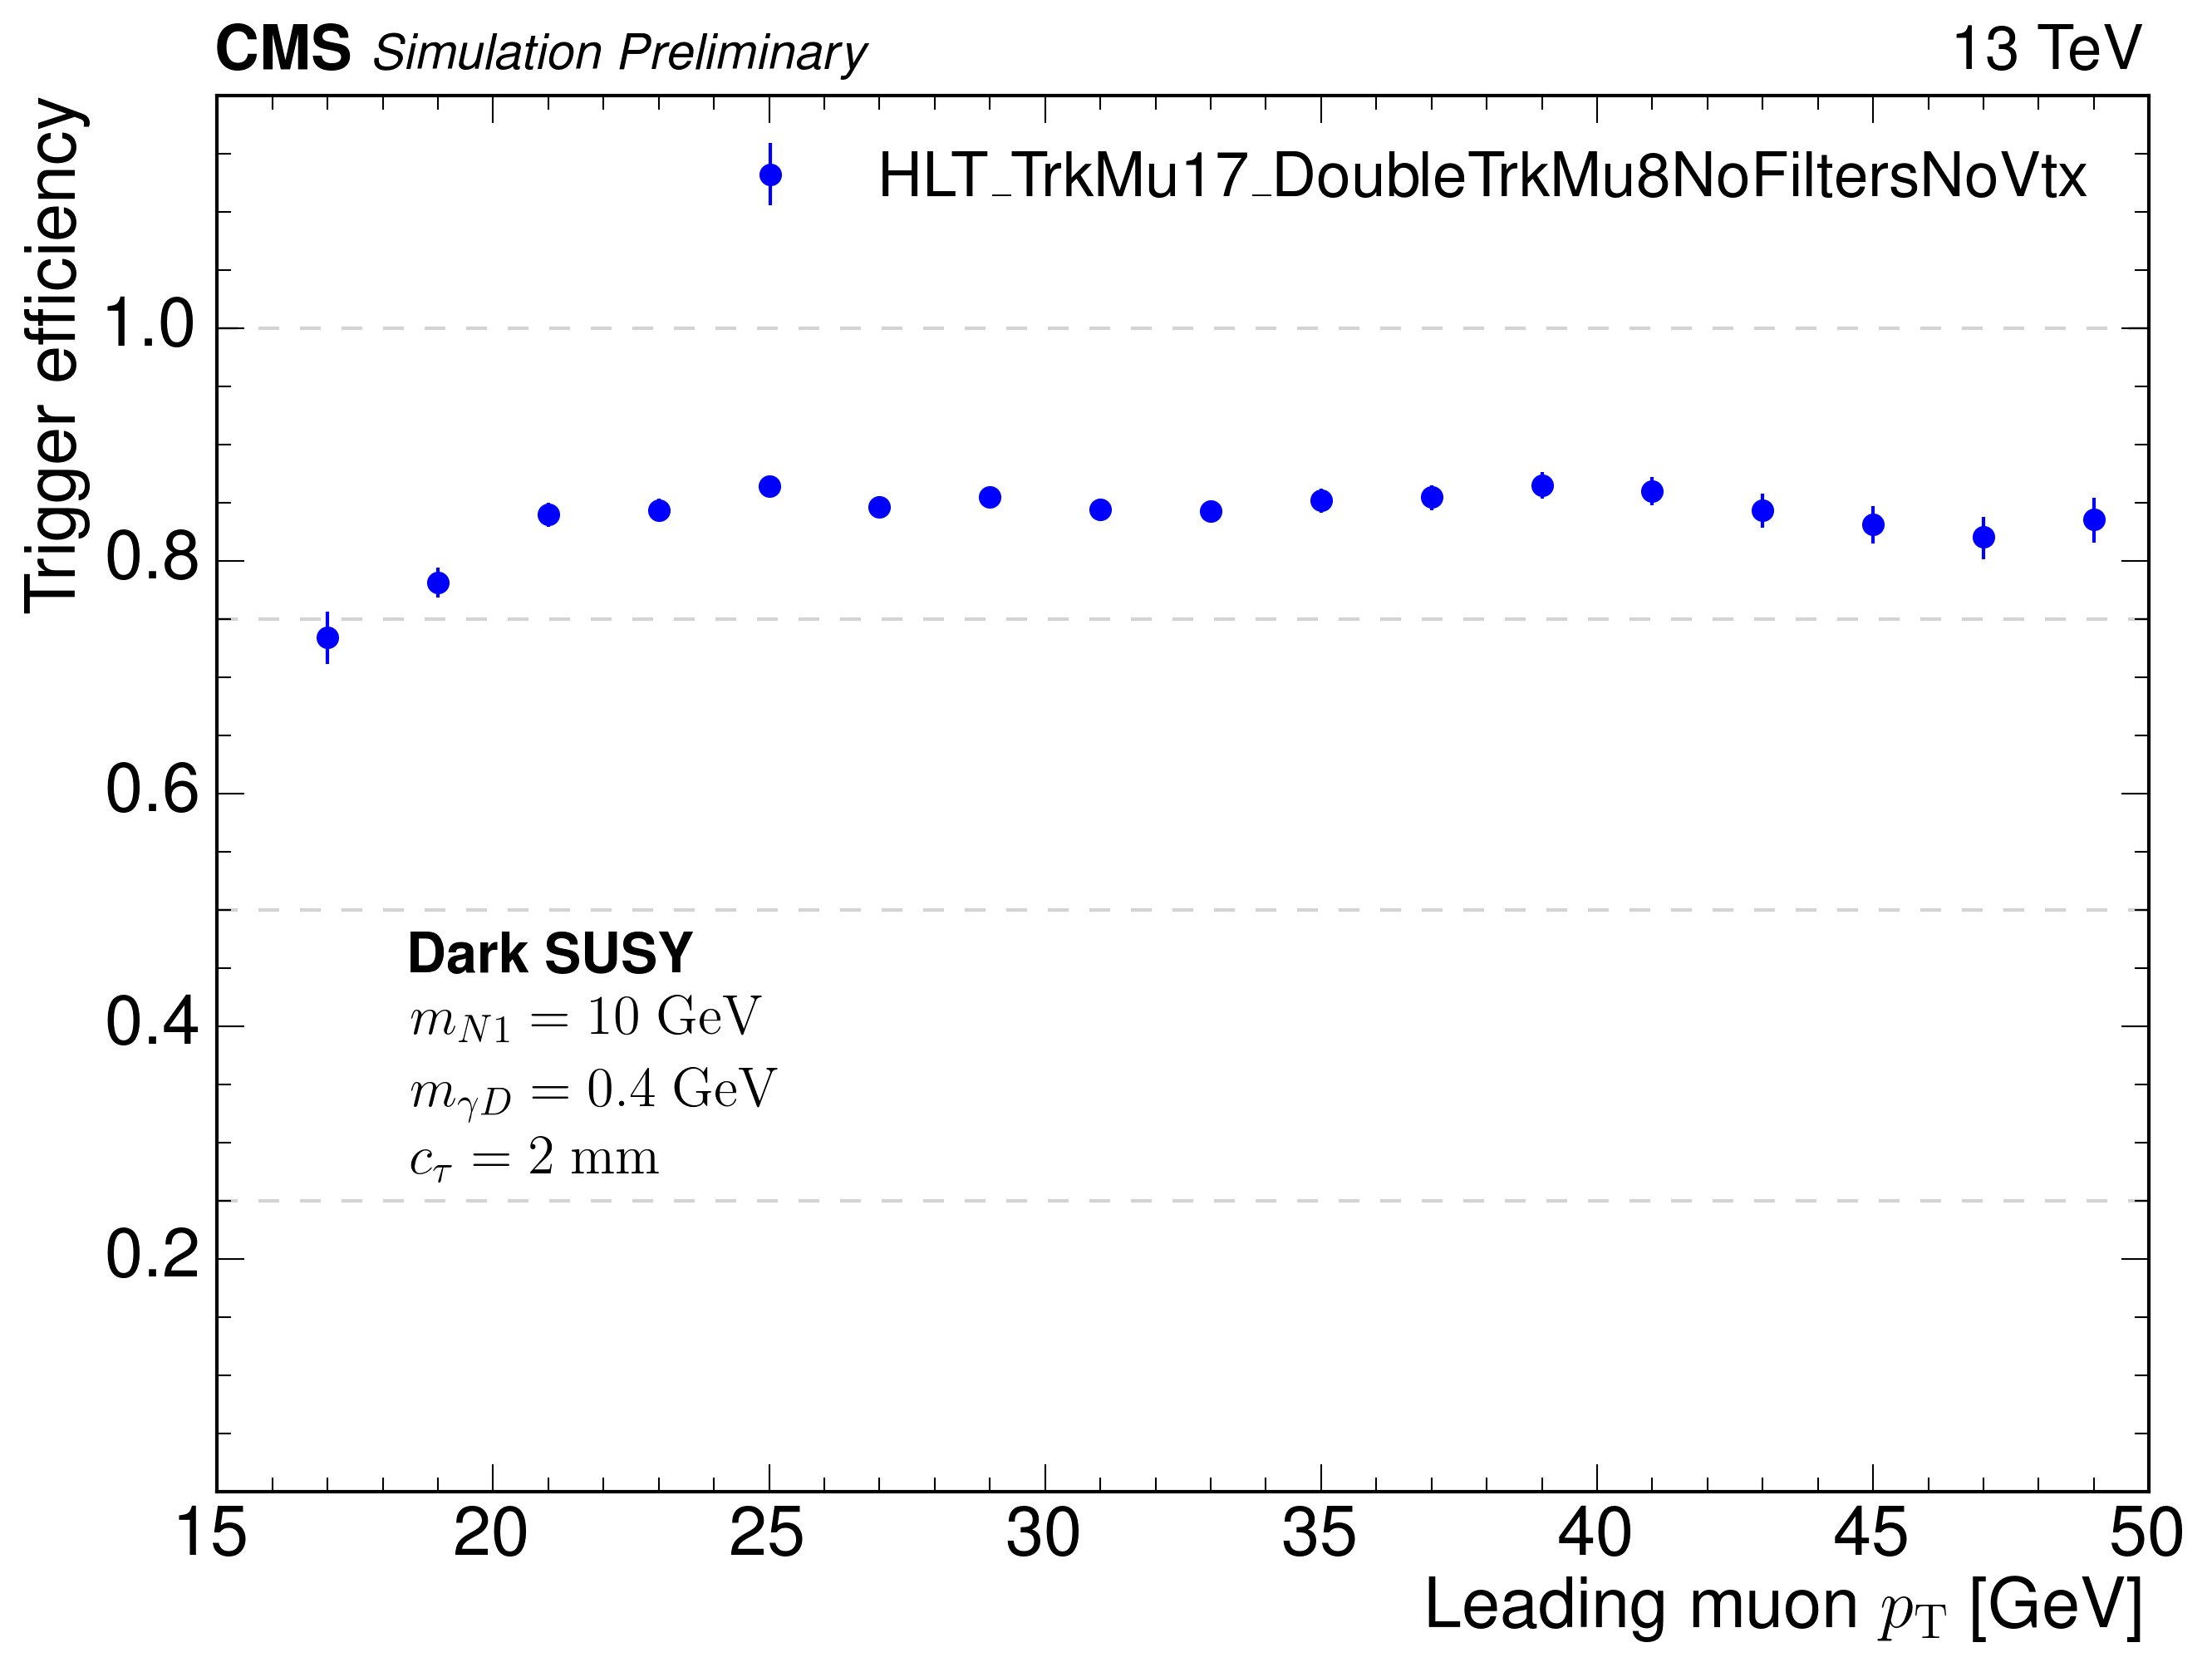 CMS Simulation Preliminary 13 TeV
Trigger efficiency
HLT_TrkMu17_DoubleTrkMu8NoFiltersNoVtx
1.0
0.8
0.6
0.4
0.2
Dark SUSY
m_{N1} = 10 GeV
m_{γD} = 0.4 GeV
c_τ = 2 mm
15 20 25 30 35 40 45 50
Leading muon p_T [GeV]